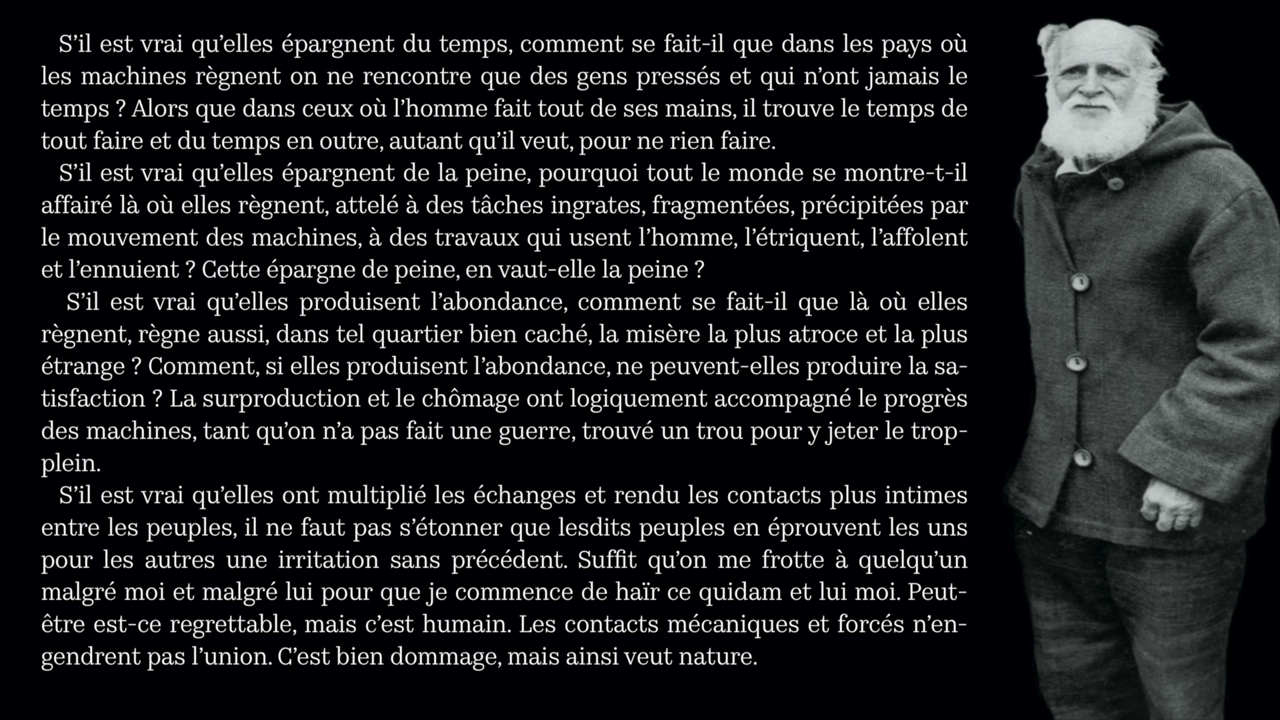 S’il est vrai qu’elles épargnent du temps, comment se fait-il que dans les pays où
les machines règnent on ne rencontre que des gens pressés et qui n’ont jamais le
temps ? Alors que dans ceux où l’homme fait tout de ses mains, il trouve le temps de
tout faire et du temps en outre, autant qu’il veut, pour ne rien faire.
S’il est vrai qu’elles épargnent de la peine, pourquoi tout le monde se montre-t-il
affairé là où elles règnent, attelé à des tâches ingrates, fragmentées, précipitées par
le mouvement des machines, à des travaux qui usent l’homme, l’étriquent, l’affolent
et l’ennuient ? Cette épargne de peine, en vaut-elle la peine ?
S’il est vrai qu’elles produisent l’abondance, comment se fait-il que là où elles
règnent, règne aussi, dans tel quartier bien caché, la misère la plus atroce et la plus
étrange ? Comment, si elles produisent l’abondance, ne peuvent-elles produire la sa-
tisfaction ? La surproduction et le chômage ont logiquement accompagné le progrès
des machines, tant qu’on n’a pas fait une guerre, trouvé un trou pour y jeter le trop-
plein.
S’il est vrai qu’elles ont multiplié les échanges et rendu les contacts plus intimes
entre les peuples, il ne faut pas s’étonner que lesdits peuples en éprouvent les uns
pour les autres une irritation sans précédent. Suffit qu’on me frotte à quelqu’un
malgré moi et malgré lui pour que je commence de haïr ce quidam et lui moi. Peut-
être est-ce regrettable, mais c’est humain. Les contacts mécaniques et forcés n’en-
gendrent pas l’union. C’est bien dommage, mais ainsi veut nature.